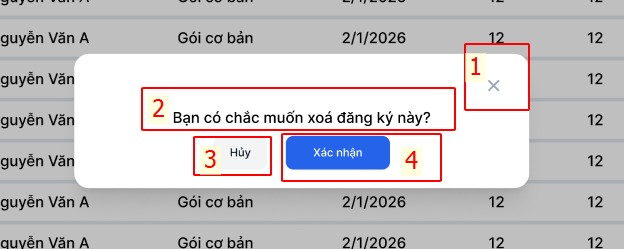 guyễn Văn A Gói cơ bản 2/1/2026 12 12
guyễn Văn A Gói cơ bản 2/1/2026 12 12
guyễn Văn 12
1
guyễn Văn 12
2 Bạn có chắc muốn xoá đăng ký này?
guyễn Văn 12
3 Hủy Xác nhận 4
guyễn Văn A Gói cơ bản 2/1/2026 12 12
guyễn Văn A Gói cơ bản 2/1/2026 12 12